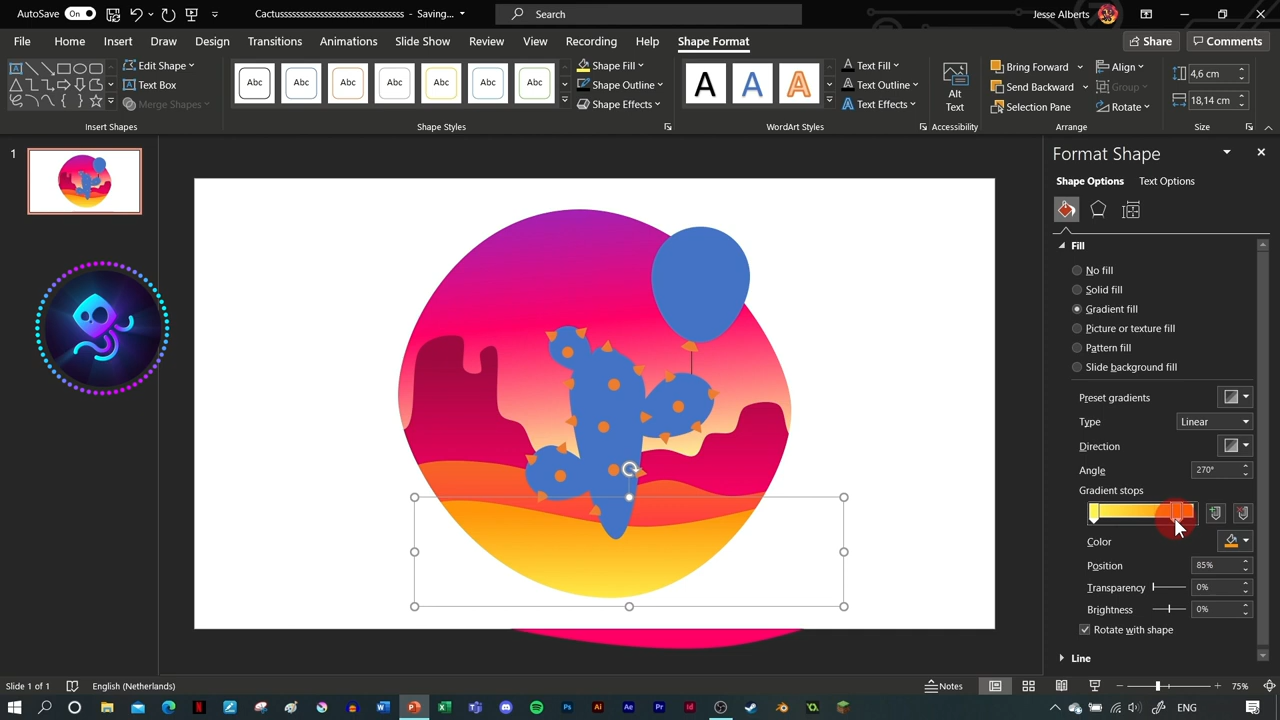 AutoSave On Cactusssssssssssssssssssssssssssssss - Saving... Search Jesse Alberts
File Home Insert Draw Design Transitions Animations Slide Show Review View Recording Help Shape Format Share Comments
Edit Shape Abc Abc Abc Abc Abc Abc Abc Shape Fill A A A Text Fill Bring Forward Align 4,6 cm
Text Box Shape Outline Text Outline Alt Text Send Backward Group 18,14 cm
Merge Shapes Shape Effects Text Effects Selection Pane Rotate
Insert Shapes Shape Styles WordArt Styles Accessibility Arrange Size
1
Format Shape
Shape Options Text Options
Fill
No fill
Solid fill
Gradient fill
Picture or texture fill
Pattern fill
Slide background fill
Preset gradients
Type Linear
Direction
Angle 270°
Gradient stops
Color
Position 85%
Transparency 0%
Brightness 0%
Rotate with shape
Line
Slide 1 of 1 English (Netherlands) Notes 75%
ENG